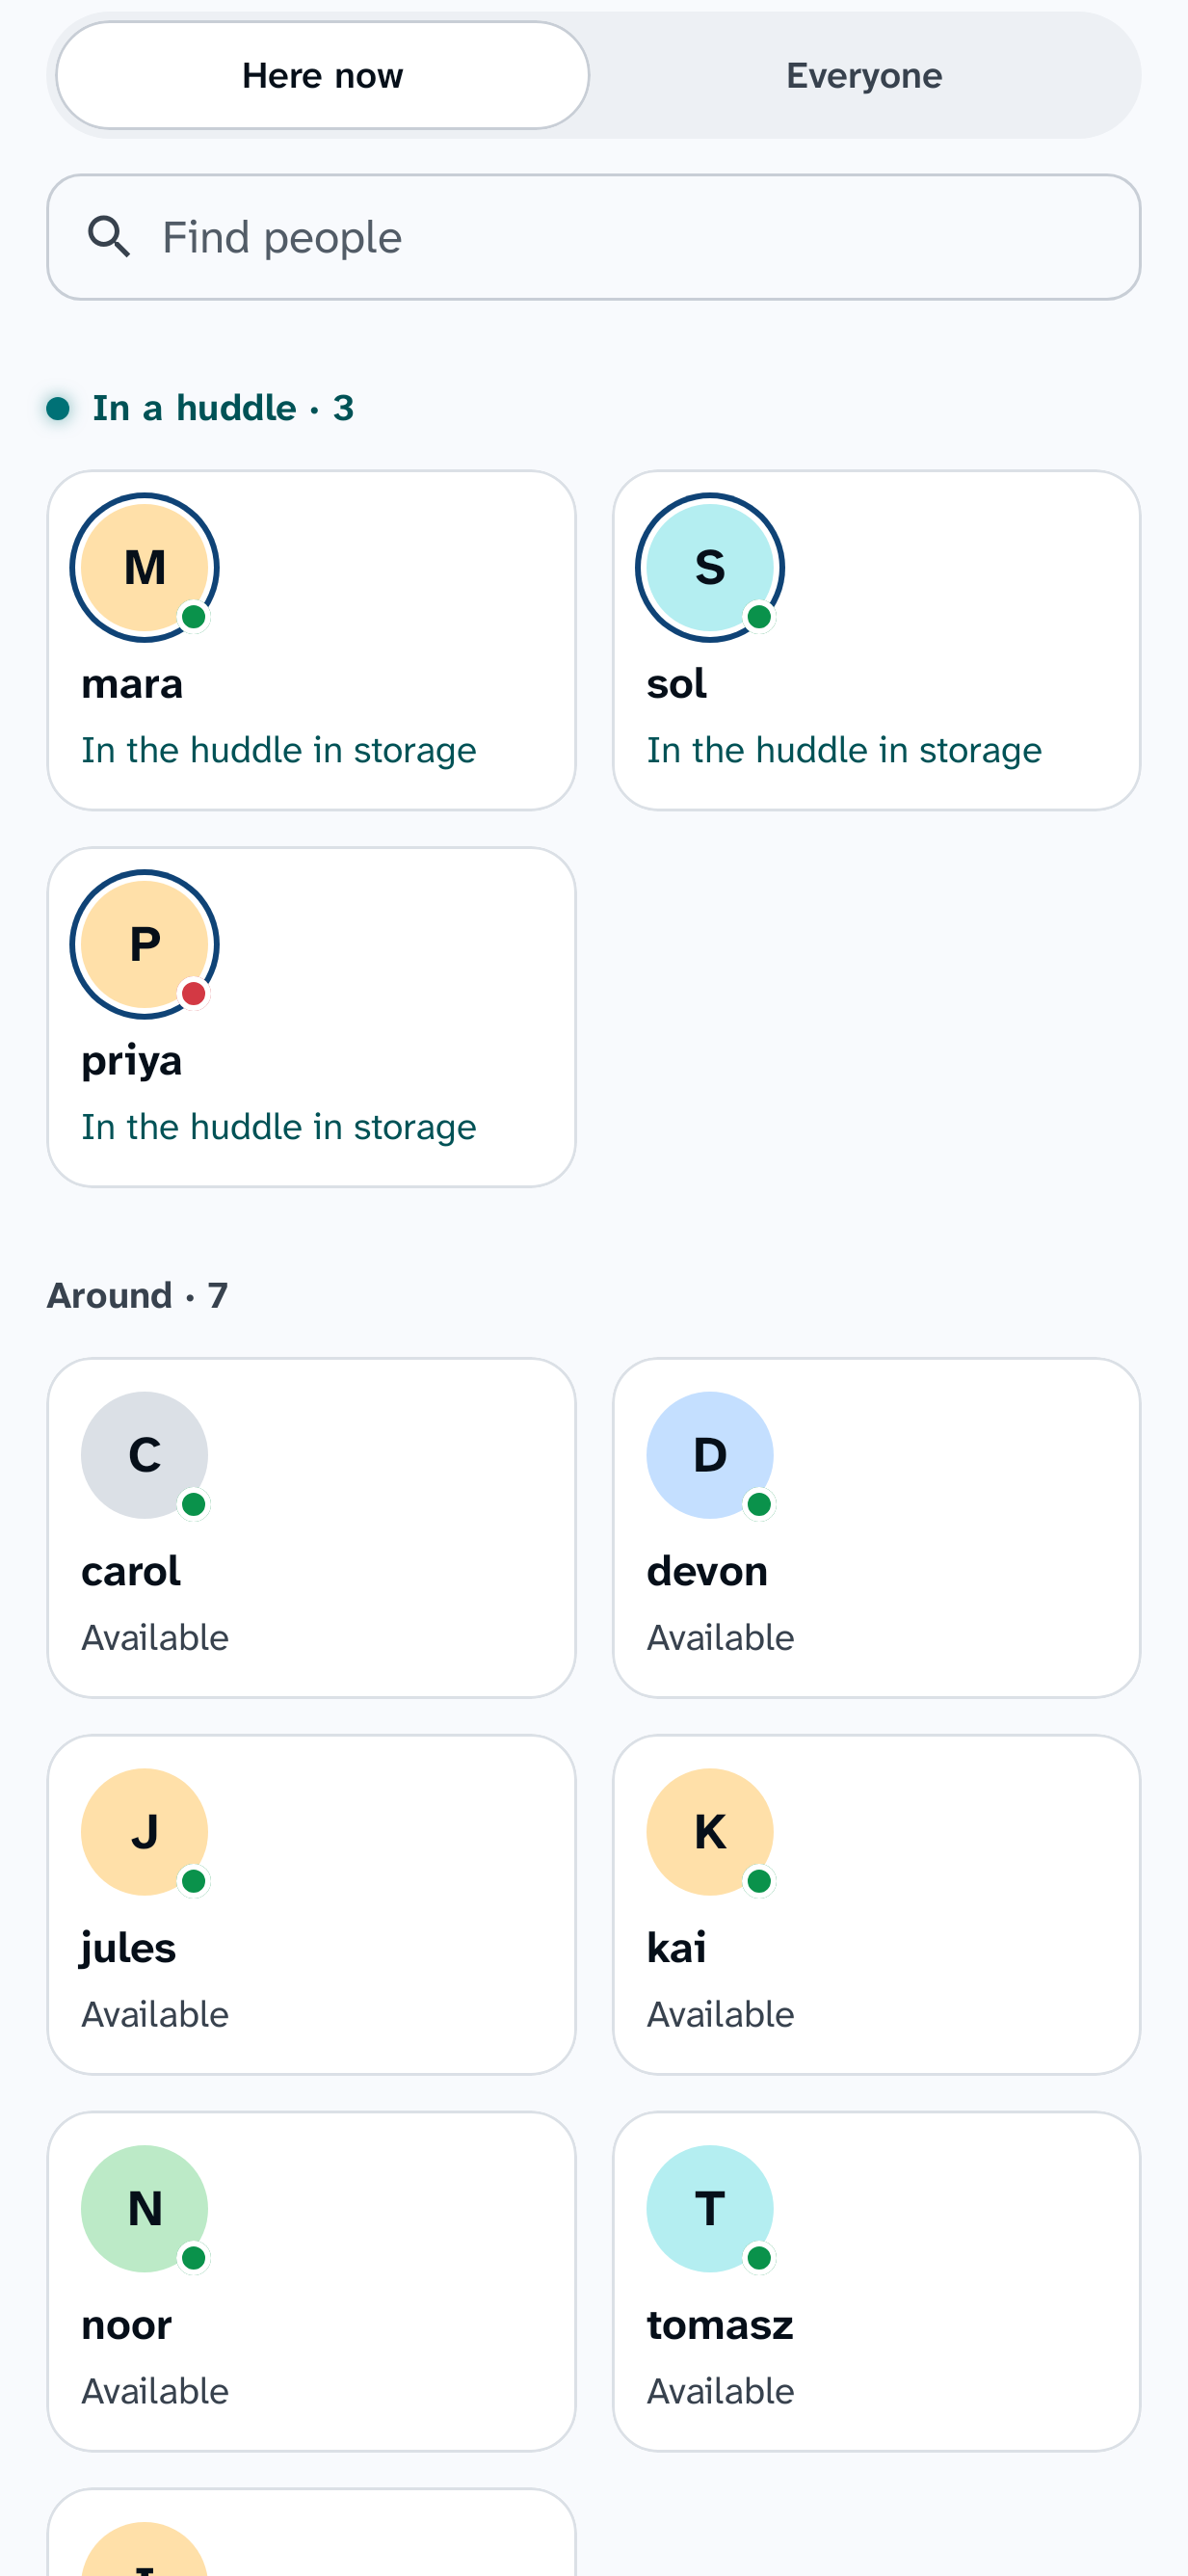 Here now
Everyone
Find people
In a huddle · 3
M
mara
In the huddle in storage
S
sol
In the huddle in storage
P
priya
In the huddle in storage
Around · 7
C
carol
Available
D
devon
Available
J
jules
Available
K
kai
Available
N
noor
Available
T
tomasz
Available